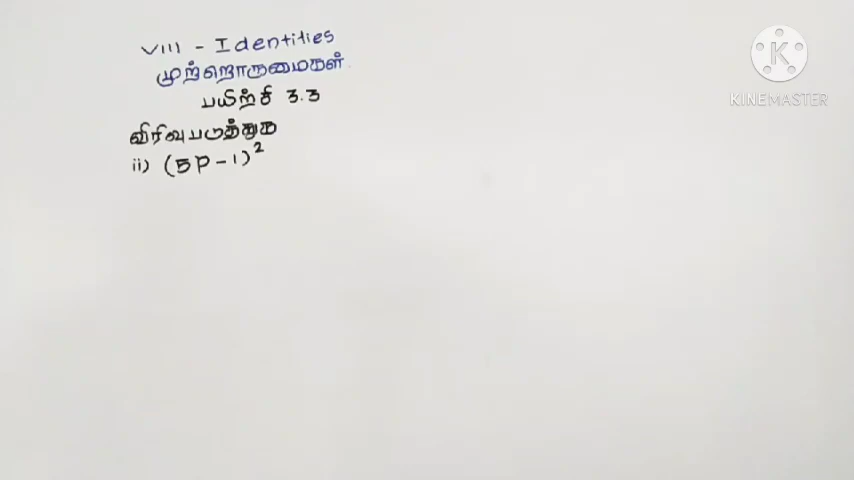 VIII - Identities
முற்றொருமைகள்
பயிற்சி 3.3
விரிவுபடுத்துக
ii) (5p-1)²
KINEMASTER